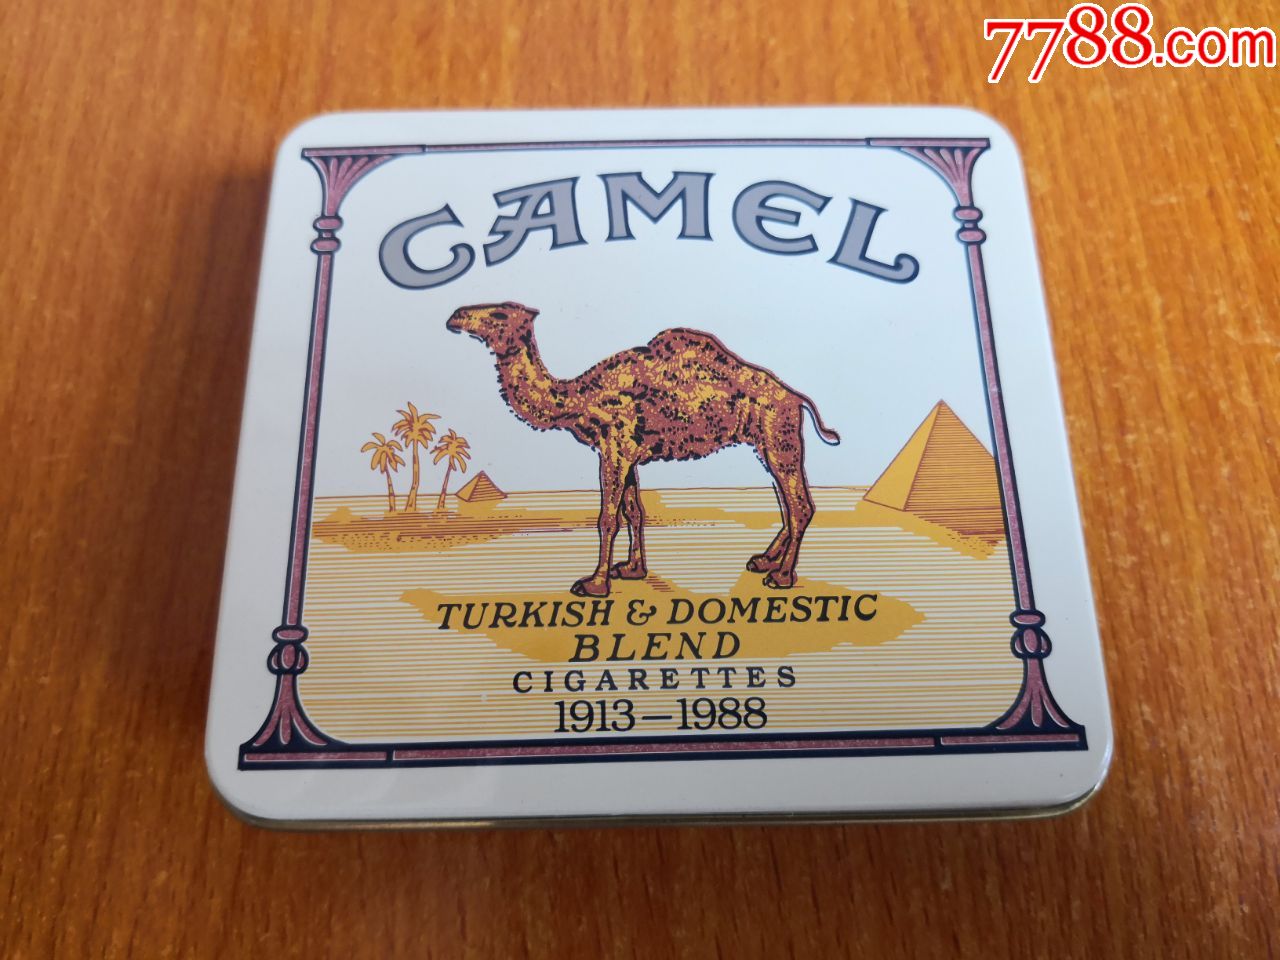 7788.com
CAMEL
TURKISH & DOMESTIC
BLEND
CIGARETTES
1913–1988